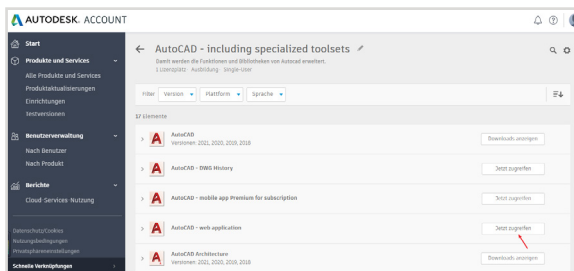 AUTODESK. ACCOUNT
Start
Produkte und Services
Alle Produkte und Services
Produktaktualisierungen
Einrichtungen
Testversionen
Benutzerverwaltung
Nach Benutzer
Nach Produkt
Berichte
Cloud-Services-Nutzung
Datenschutz/Cookies
Nutzungsbedingungen
Privatsphäreeinstellungen
Schnelle Verknüpfungen
AutoCAD - including specialized toolsets
Damit werden die Funktionen und Bibliotheken von Autocad erweitert.
1 Lizenzplatz · Ausbildung · Single-User
Filter Version Plattform Sprache
17 Elemente
AutoCAD
Versionen 2021, 2020, 2019, 2018
Downloads anzeigen
AutoCAD - DWG History
Jetzt zugreifen
AutoCAD - mobile app Premium for subscription
Jetzt zugreifen
AutoCAD - web application
Jetzt zugreifen
AutoCAD Architecture
Versionen 2021, 2020, 2019, 2018
Downloads anzeigen